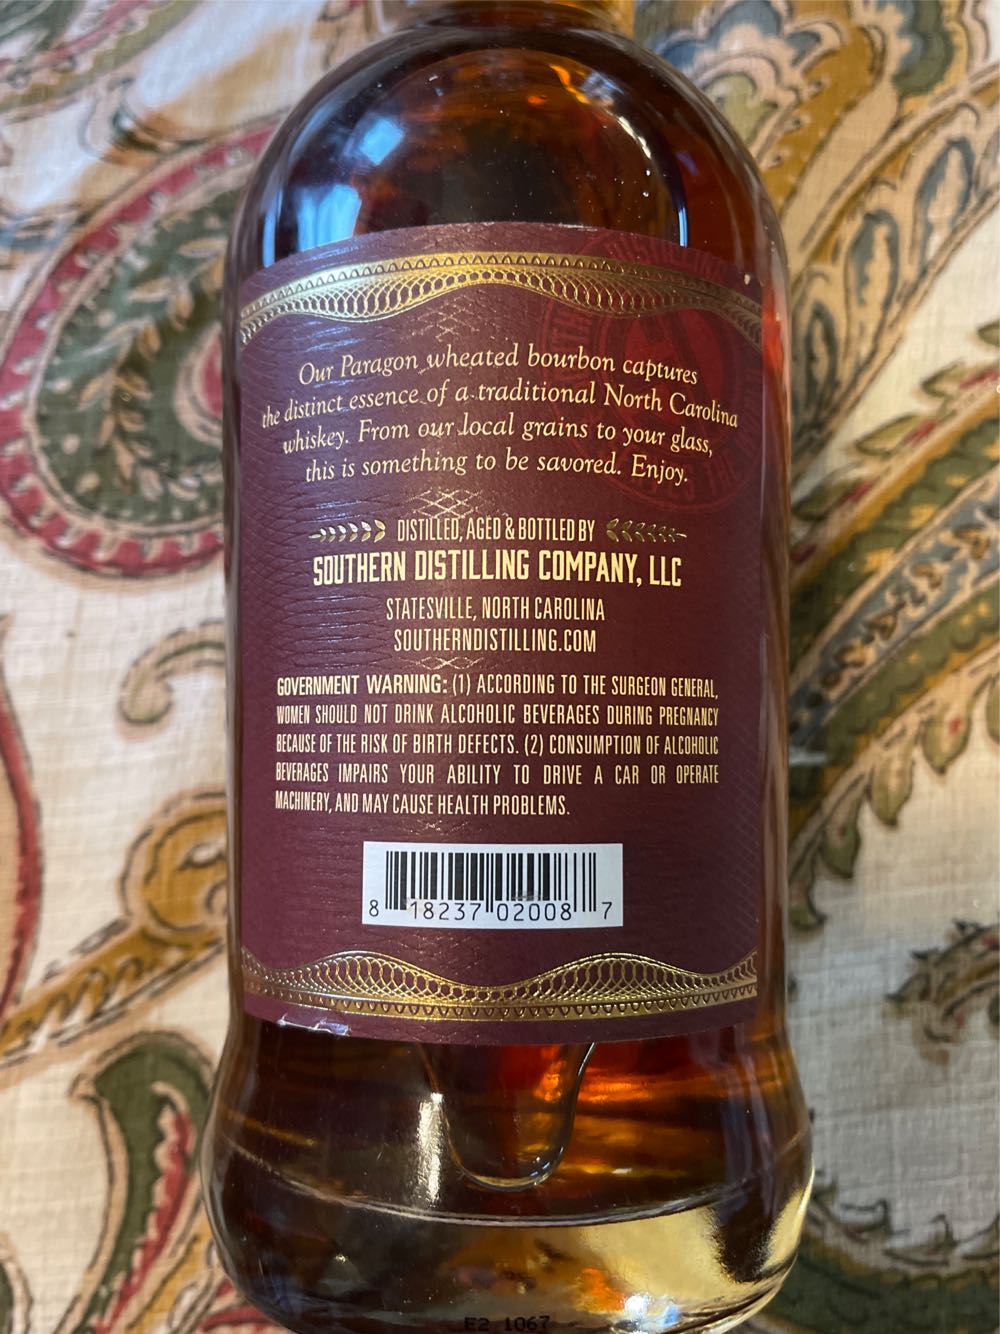 Our Paragon wheated bourbon captures
the distinct essence of a traditional North Carolina
whiskey. From our local grains to your glass,
this is something to be savored. Enjoy.
DISTILLED, AGED & BOTTLED BY
SOUTHERN DISTILLING COMPANY, LLC
STATESVILLE, NORTH CAROLINA
SOUTHERNDISTILLING.COM
GOVERNMENT WARNING: (1) ACCORDING TO THE SURGEON GENERAL,
WOMEN SHOULD NOT DRINK ALCOHOLIC BEVERAGES DURING PREGNANCY
BECAUSE OF THE RISK OF BIRTH DEFECTS. (2) CONSUMPTION OF ALCOHOLIC
BEVERAGES IMPAIRS YOUR ABILITY TO DRIVE A CAR OR OPERATE
MACHINERY, AND MAY CAUSE HEALTH PROBLEMS.
8 18237 02008 7
E2 1067